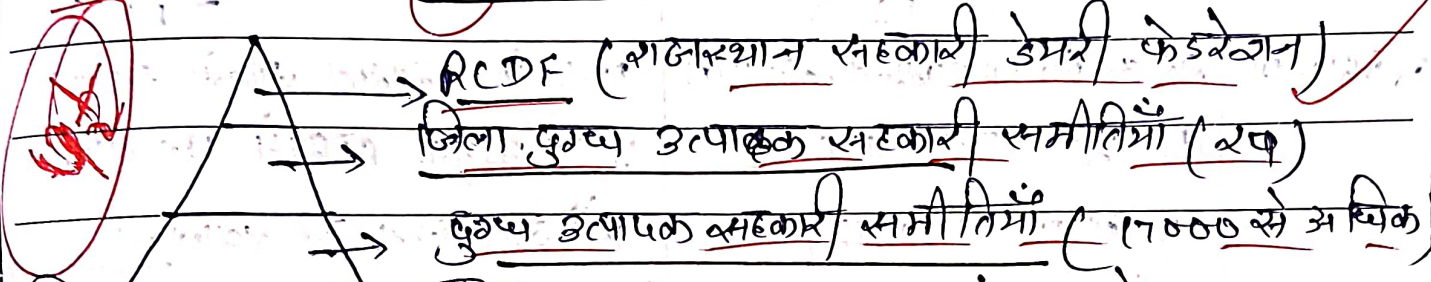 RCDF (राजस्थान सहकारी डेयरी फेडरेशन)
जिला दुग्ध उत्पादक सहकारी समीतियाँ (24)
दुग्ध उत्पादक सहकारी समीतियाँ (17000 से अधिक